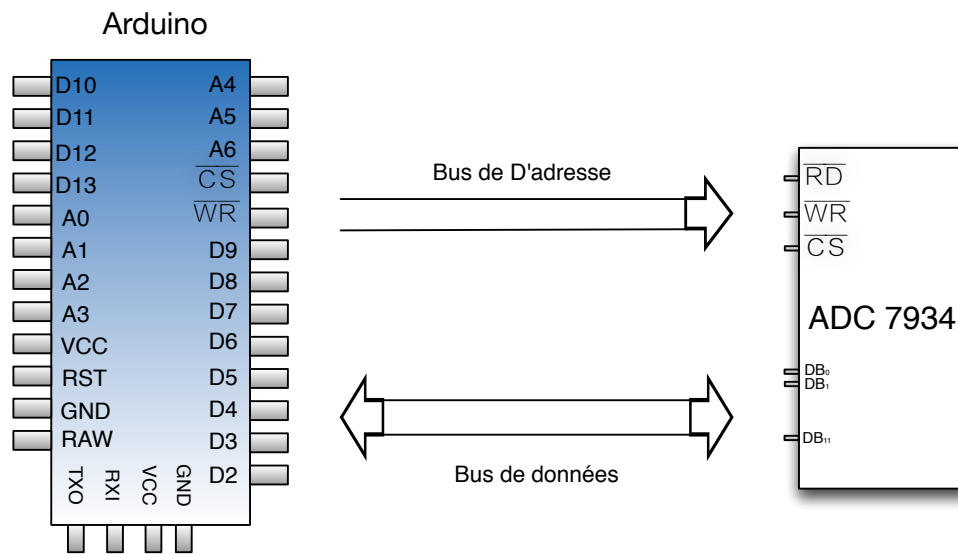 Arduino
D10
D11
D12
D13
A0
A1
A2
A3
VCC
RST
GND
RAW
A4
A5
A6
CS
WR
D9
D8
D7
D6
D5
D4
D3
D2
TXO
RXI
VCC
GND
Bus de D'adresse
Bus de données
RD
WR
CS
ADC 7934
DB₀
DB₁
DB₁₁